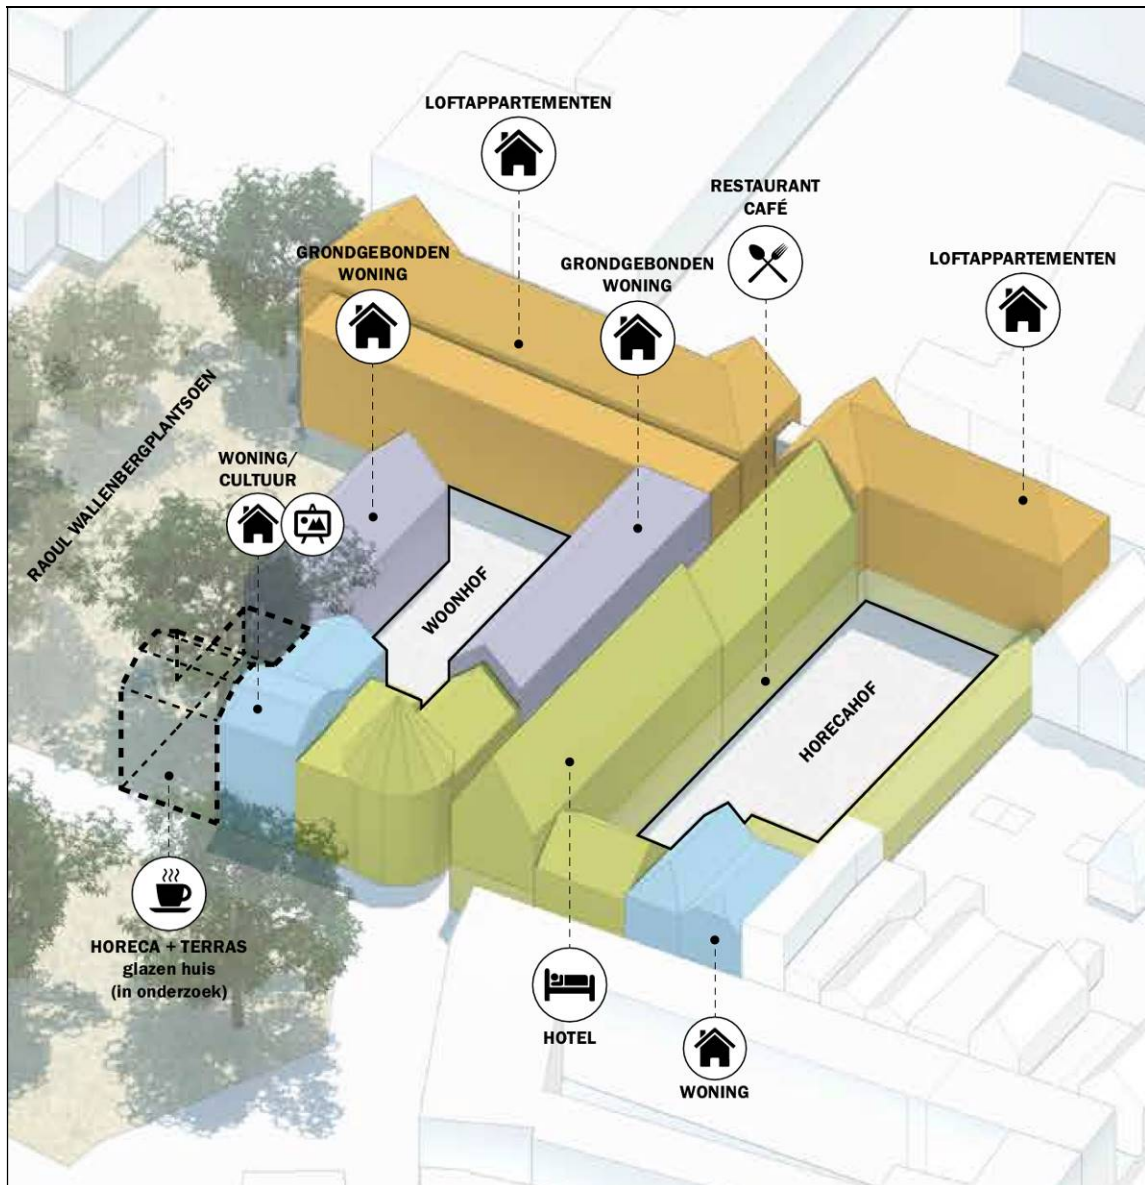 LOFTAPPARTEMENTEN
RESTAURANT
CAFÉ
GRONDGEBONDEN
WONING
GRONDGEBONDEN
WONING
LOFTAPPARTEMENTEN
RAOUL WALLENBERGPLANTSOEN
WONING/
CULTUUR
WOONHOF
HORECAHOF
HORECA + TERRAS
glazen huis
(in onderzoek)
HOTEL
WONING